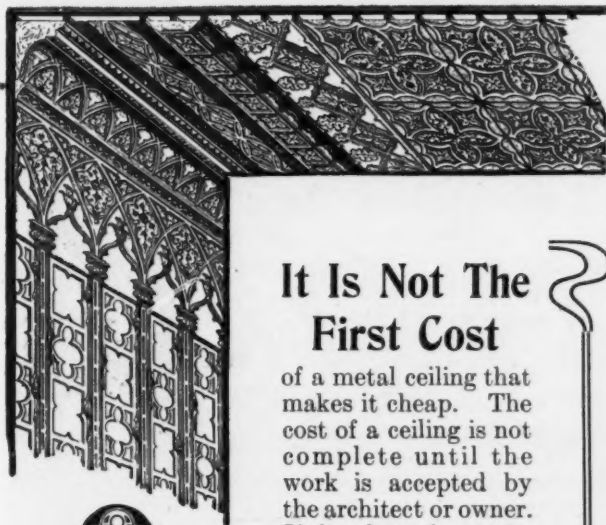 It Is Not The
First Cost
of a metal ceiling that
makes it cheap. The
cost of a ceiling is not
complete until the
work is accepted by
the architect or owner.